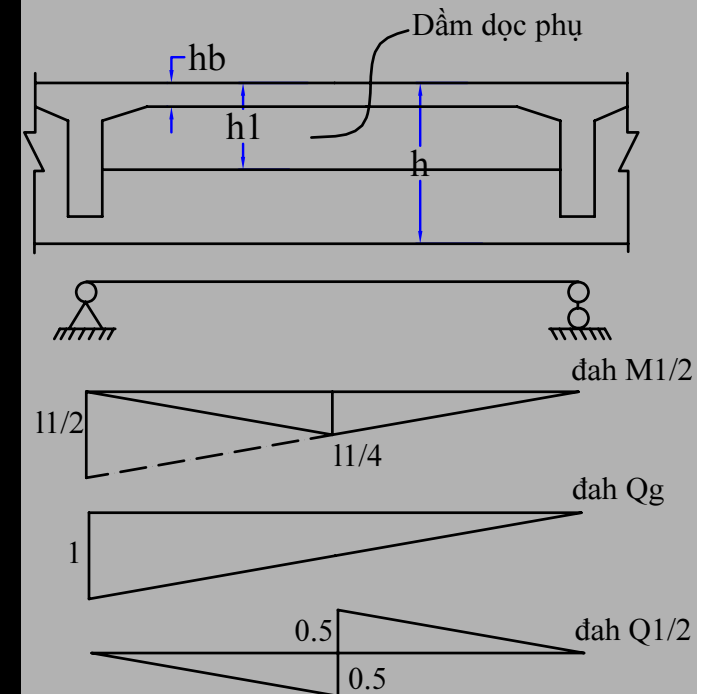 Dầm dọc phụ
hb
h1
h
đah M1/2
l1/2
l1/4
đah Qg
1
0.5
đah Q1/2
0.5